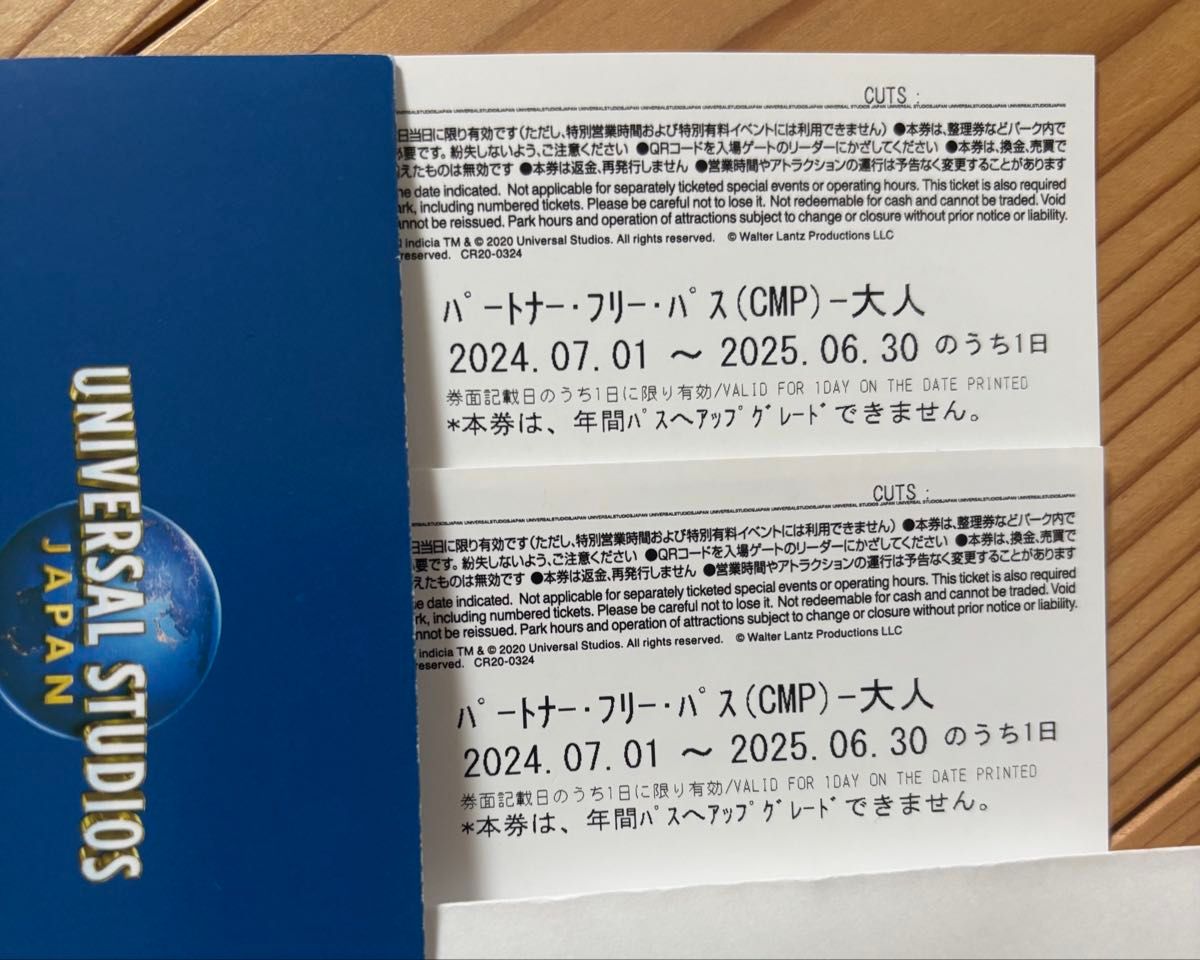 UNIVERSAL STUDIOS
JAPAN
CUTS :
日当日に限り有効です(ただし、特別営業時間および特別有料イベントには利用できません) ●本券は、整理券などパーク内で
必要です。紛失しないよう、ご注意ください ●QRコードを入場ゲートのリーダーにかざしてください ●本券は、換金、売買で
えたものは無効です ●本券は返金、再発行しません ●営業時間やアトラクションの運行は予告なく変更することがあります
date indicated. Not applicable for separately ticketed special events or operating hours. This ticket is also required
rk, including numbered tickets. Please be careful not to lose it. Not redeemable for cash and cannot be traded. Void
nnot be reissued. Park hours and operation of attractions subject to change or closure without prior notice or liability.
indicia TM & © 2020 Universal Studios. All rights reserved. © Walter Lantz Productions LLC
reserved. CR20-0324
ﾊﾟｰﾄﾅｰ・ﾌﾘｰ・ﾊﾟｽ(CMP)-大人
2024.07.01 ～ 2025.06.30 のうち1日
券面記載日のうち1日に限り有効/VALID FOR 1DAY ON THE DATE PRINTED
*本券は、年間ﾊﾟｽへｱｯﾌﾟｸﾞﾚｰﾄﾞできません。
CUTS :
日当日に限り有効です(ただし、特別営業時間および特別有料イベントには利用できません) ●本券は、整理券などパーク内で
要です。紛失しないよう、ご注意ください ●QRコードを入場ゲートのリーダーにかざしてください ●本券は、換金、売買で
えたものは無効です ●本券は返金、再発行しません ●営業時間やアトラクションの運行は予告なく変更することがあります
e date indicated. Not applicable for separately ticketed special events or operating hours. This ticket is also required
rk, including numbered tickets. Please be careful not to lose it. Not redeemable for cash and cannot be traded. Void
nnot be reissued. Park hours and operation of attractions subject to change or closure without prior notice or liability.
indicia TM & © 2020 Universal Studios. All rights reserved. © Walter Lantz Productions LLC
eserved. CR20-0324
ﾊﾟｰﾄﾅｰ・ﾌﾘｰ・ﾊﾟｽ(CMP)-大人
2024.07.01 ～ 2025.06.30 のうち1日
券面記載日のうち1日に限り有効/VALID FOR 1DAY ON THE DATE PRINTED
*本券は、年間ﾊﾟｽへｱｯﾌﾟｸﾞﾚｰﾄﾞできません。